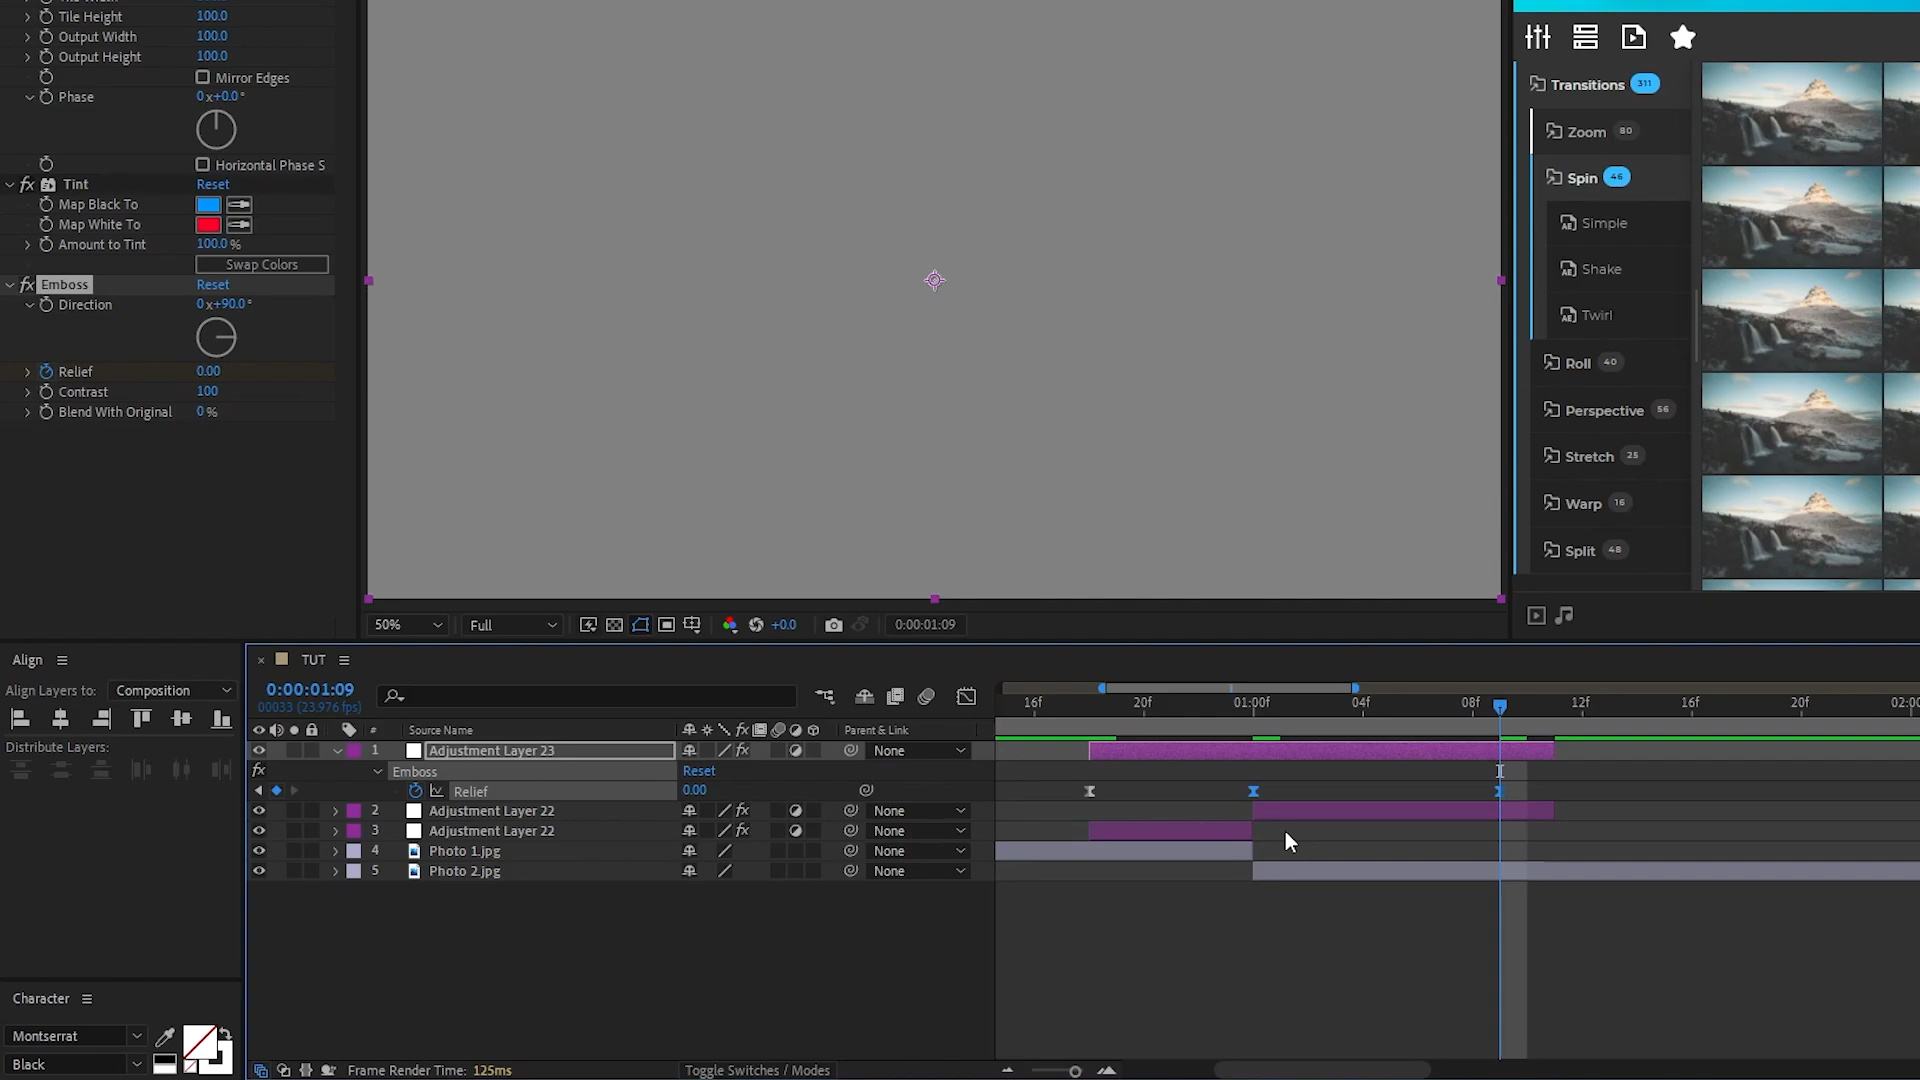 Tile Height 100.0
Output Width 100.0
Output Height 100.0
Mirror Edges
Phase 0x+0.0°
Horizontal Phase S
fx Tint Reset
Map Black To
Map White To
Amount to Tint 100.0 %
Swap Colors
fx Emboss Reset
Direction 0x+90.0°
Relief 0.00
Contrast 100
Blend With Original 0 %
Transitions 311
Zoom 80
Spin 46
Simple
Shake
Twirl
Roll 40
Perspective 56
Stretch 25
Warp 16
Split 48
50% Full +0.0 0:00:01:09
Align
Align Layers to: Composition
Distribute Layers:
Character
Montserrat
Black
× TUT
0:00:01:09
00033 (23.976 fps)
16f 20f 01:00f 04f 08f 12f 16f 20f 02:00
# Source Name fx Parent & Link
1 Adjustment Layer 23 fx None
fx Emboss Reset
Relief 0.00
2 Adjustment Layer 22 fx None
3 Adjustment Layer 22 fx None
4 Photo 1.jpg None
5 Photo 2.jpg None
Frame Render Time: 125ms Toggle Switches / Modes